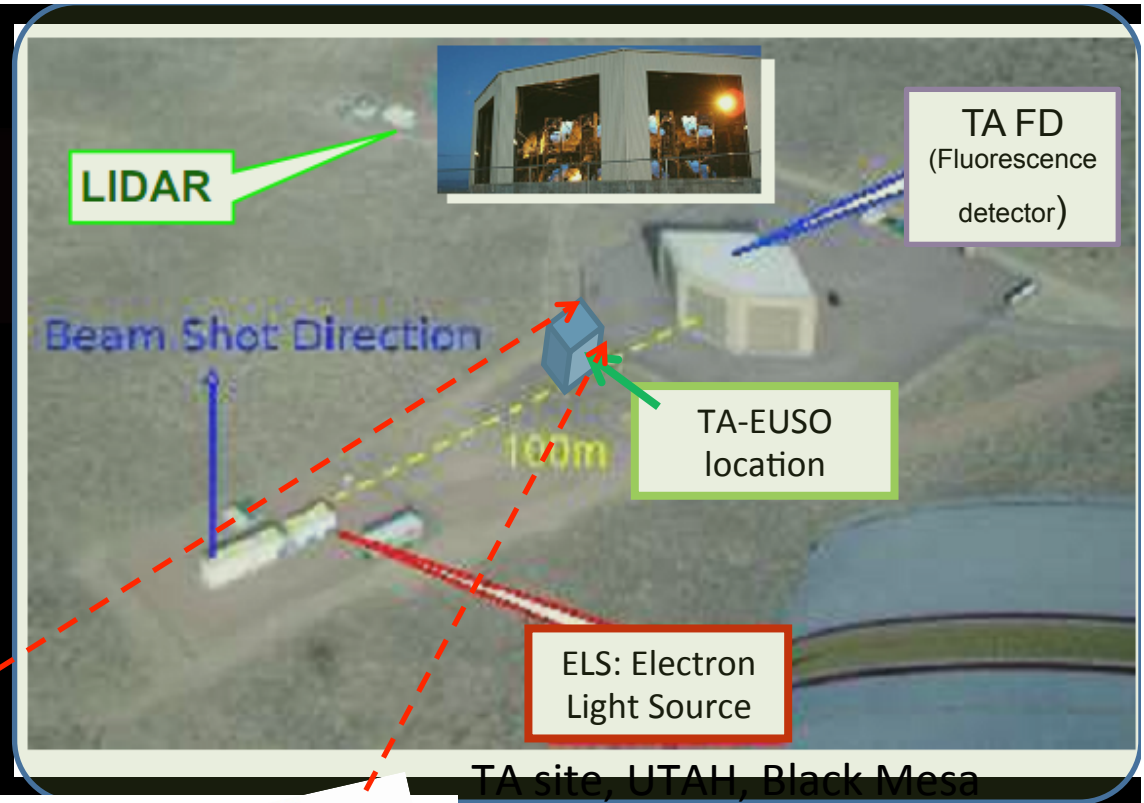 LIDAR
TA FD
(Fluorescence
detector)
Beam Shot Direction
TA-EUSO
location
100m
ELS: Electron
Light Source
TA site, UTAH, Black Mesa